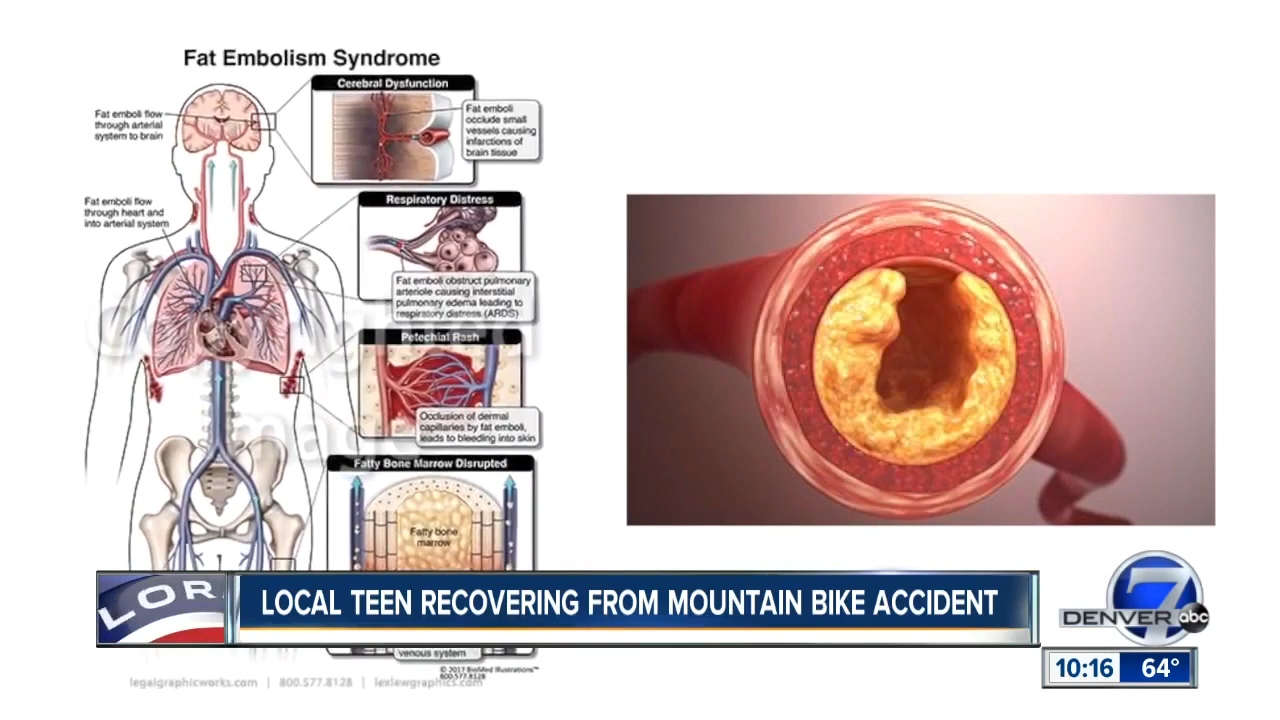 Fat Embolism Syndrome
Cerebral Dysfunction
Fat emboli flow
through arterial
system to brain
Fat emboli
occlude small
vessels causing
infarctions of
brain tissue
Fat emboli flow
through heart and
into arterial system
Respiratory Distress
Fat emboli obstruct pulmonary
arteriole causing interstitial
pulmonary edema leading to
respiratory distress (ARDS)
Petechial Rash
Occlusion of dermal
capillaries by fat emboli,
leads to bleeding into skin
Fatty Bone Marrow Disrupted
Fatty bone
marrow
LOR
LOCAL TEEN RECOVERING FROM MOUNTAIN BIKE ACCIDENT
7
DENVER abc
venous system
10:16 64°
© 2017 BioMed Illustrations™
800.577.8128
legalgraphicworks.com | 800.577.8128 | lexlawgraphics.com